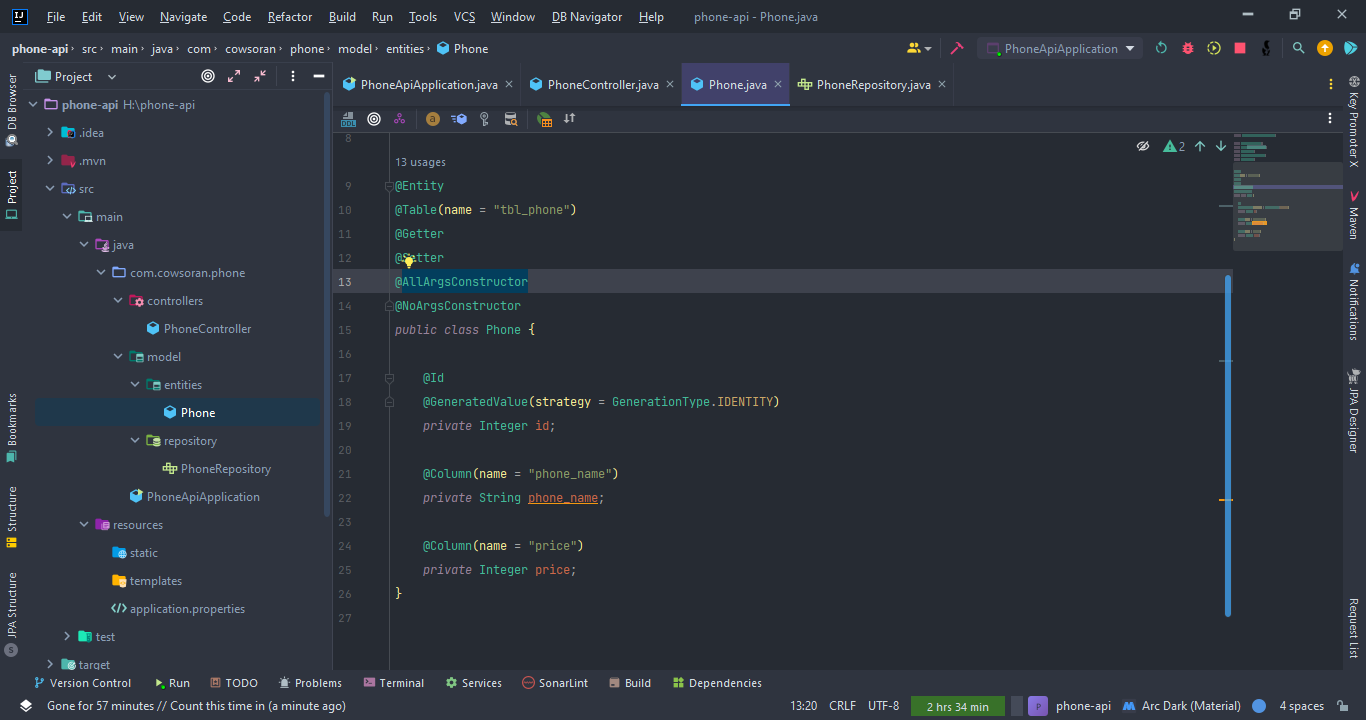 File Edit View Navigate Code Refactor Build Run Tools VCS Window DB Navigator Help phone-api - Phone.java
phone-api src main java com cowsoran phone model entities Phone PhoneApiApplication
DB Browser
Project
Bookmarks
Structure
JPA Structure
Project
phone-api H:\phone-api
.idea
.mvn
src
main
java
com.cowsoran.phone
controllers
PhoneController
model
entities
Phone
repository
PhoneRepository
PhoneApiApplication
resources
static
templates
application.properties
test
target
PhoneApiApplication.java PhoneController.java Phone.java PhoneRepository.java
DDL
2
8
13 usages
9 @Entity
10 @Table(name = "tbl_phone")
11 @Getter
12 @Setter
13 @AllArgsConstructor
14 @NoArgsConstructor
15 public class Phone {
16
17 @Id
18 @GeneratedValue(strategy = GenerationType.IDENTITY)
19 private Integer id;
20
21 @Column(name = "phone_name")
22 private String phone_name;
23
24 @Column(name = "price")
25 private Integer price;
26 }
27
Key Promoter X
Maven
Notifications
JPA Designer
Request List
Version Control Run TODO Problems Terminal Services SonarLint Build Dependencies
Gone for 57 minutes // Count this time in (a minute ago) 13:20 CRLF UTF-8 2 hrs 34 min P phone-api Arc Dark (Material) 4 spaces